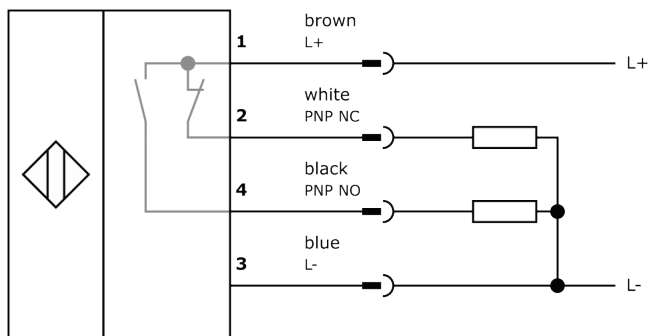 brown
1 L+
L+
white
2 PNP NC
black
4 PNP NO
blue
3 L-
L-